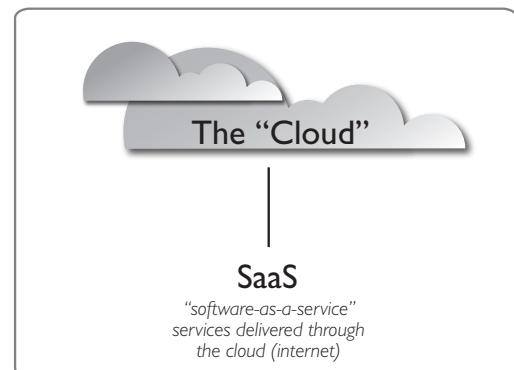 The “Cloud”
SaaS
“software-as-a-service”
services delivered through
the cloud (internet)